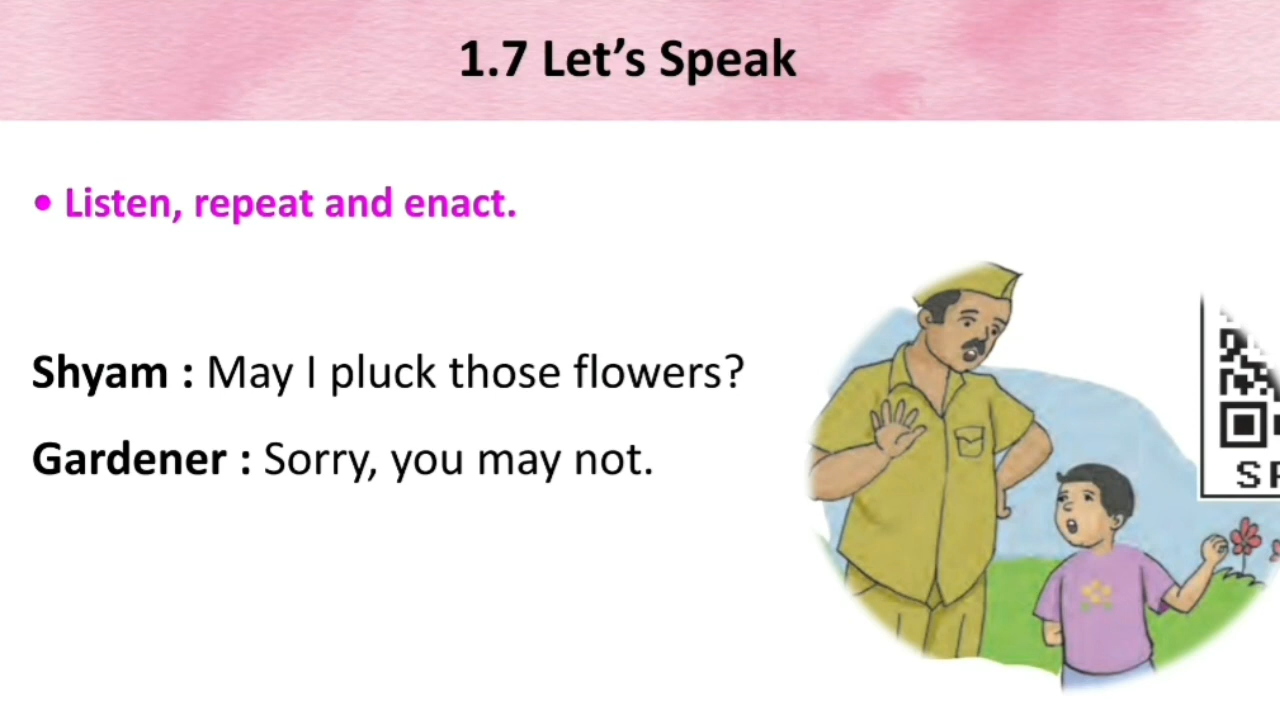 1.7 Let’s Speak
• Listen, repeat and enact.
Shyam : May I pluck those flowers?
Gardener : Sorry, you may not.